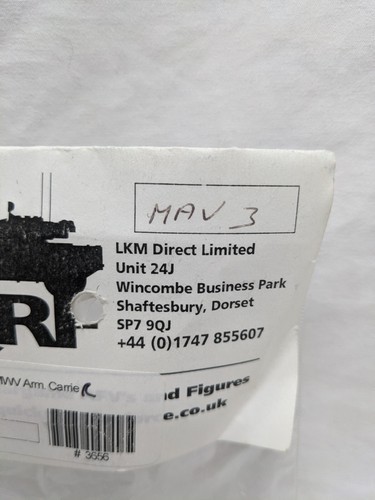 MAV 3
LKM Direct Limited
Unit 24J
Wincombe Business Park
Shaftesbury, Dorset
SP7 9QJ
+44 (0)1747 855607
R
Arm. Carrie
and Figures
e.co.uk
# 3656